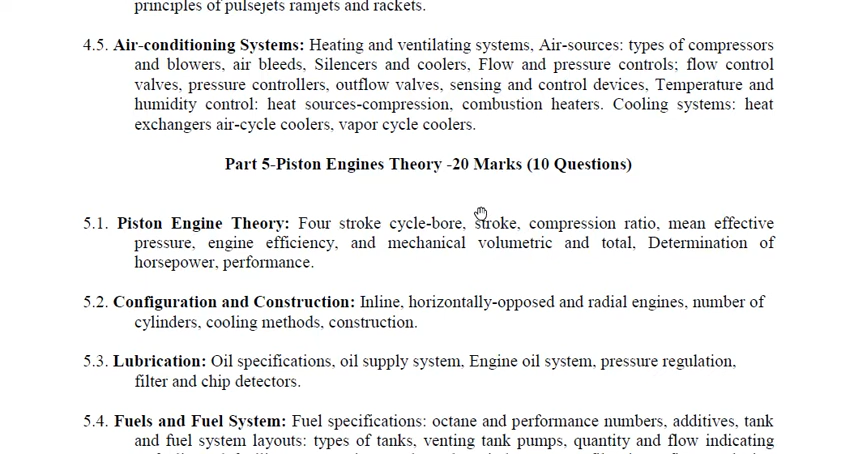 principles of pulsejets ramjets and rackets.
4.5. Air-conditioning Systems: Heating and ventilating systems, Air-sources: types of compressors
and blowers, air bleeds, Silencers and coolers, Flow and pressure controls; flow control
valves, pressure controllers, outflow valves, sensing and control devices, Temperature and
humidity control: heat sources-compression, combustion heaters. Cooling systems: heat
exchangers air-cycle coolers, vapor cycle coolers.
Part 5-Piston Engines Theory -20 Marks (10 Questions)
5.1. Piston Engine Theory: Four stroke cycle-bore, stroke, compression ratio, mean effective
pressure, engine efficiency, and mechanical volumetric and total, Determination of
horsepower, performance.
5.2. Configuration and Construction: Inline, horizontally-opposed and radial engines, number of
cylinders, cooling methods, construction.
5.3. Lubrication: Oil specifications, oil supply system, Engine oil system, pressure regulation,
filter and chip detectors.
5.4. Fuels and Fuel System: Fuel specifications: octane and performance numbers, additives, tank
and fuel system layouts: types of tanks, venting tank pumps, quantity and flow indicating